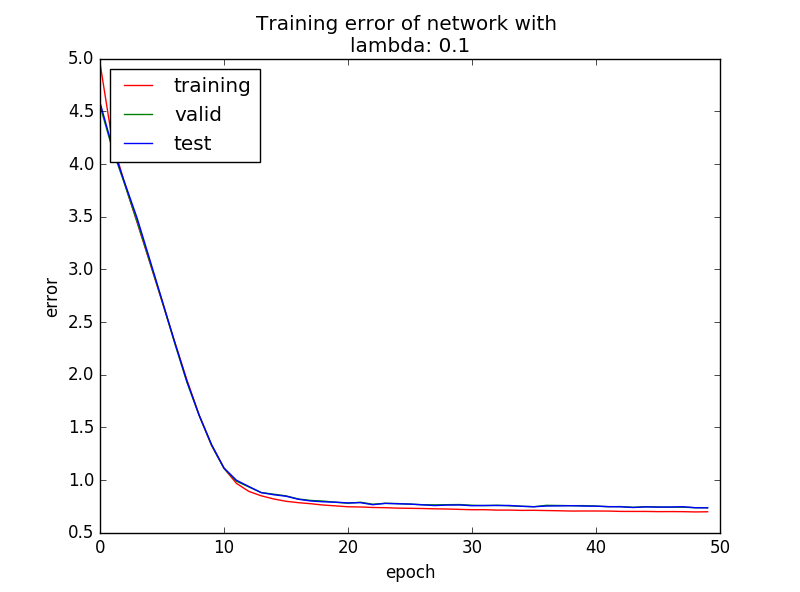 Training error of network with
lambda: 0.1
training
valid
test
5.0
4.5
4.0
3.5
3.0
2.5
2.0
1.5
1.0
0.5
error
0 10 20 30 40 50
epoch